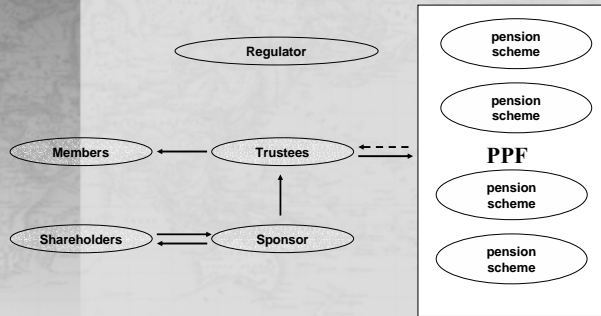 pension
scheme
Regulator
pension
scheme
Members
Trustees
PPF
pension
scheme
Shareholders
Sponsor
pension
scheme